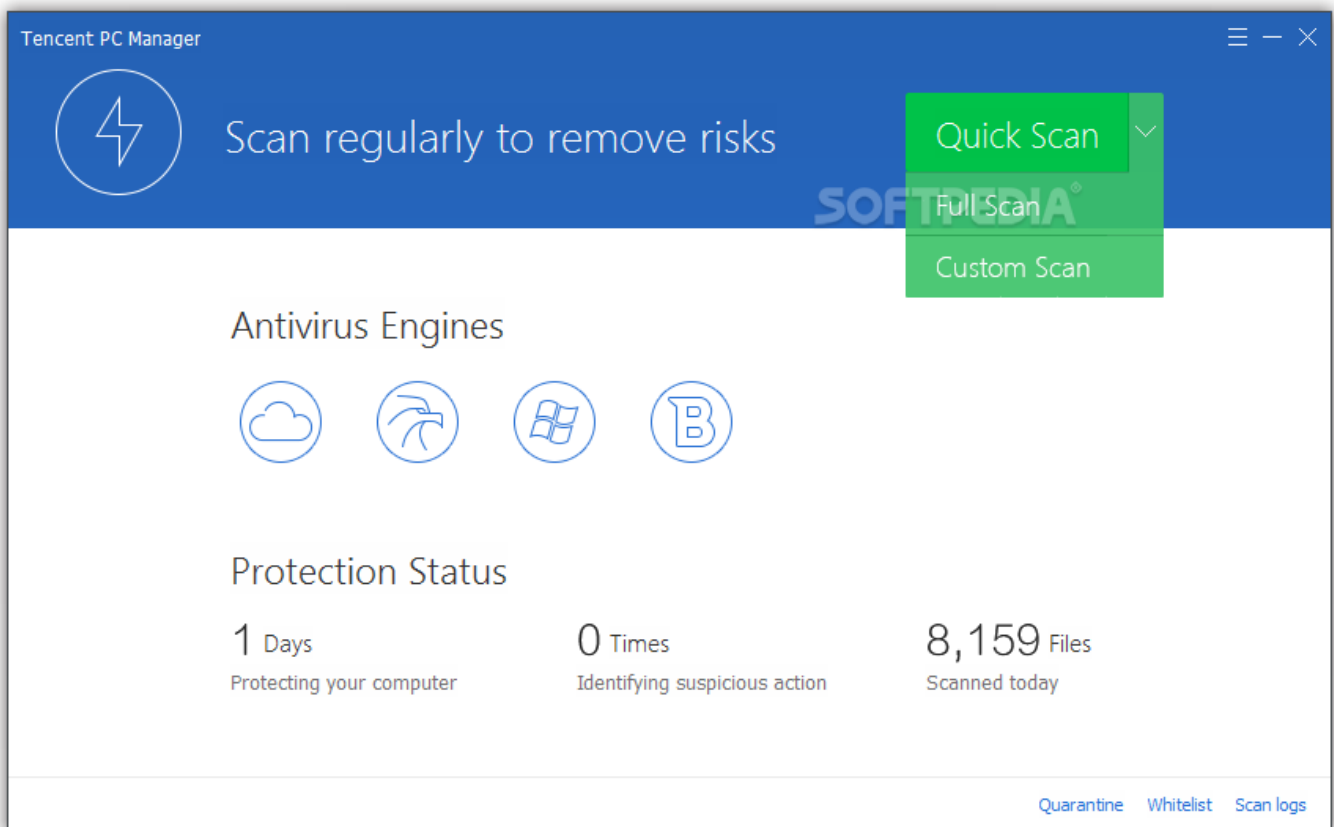 Tencent PC Manager
Scan regularly to remove risks
Quick Scan
SOFTPEDIA®
Full Scan
Custom Scan
Antivirus Engines
B
Protection Status
1 Days
Protecting your computer
0 Times
Identifying suspicious action
8,159 Files
Scanned today
Quarantine Whitelist Scan logs